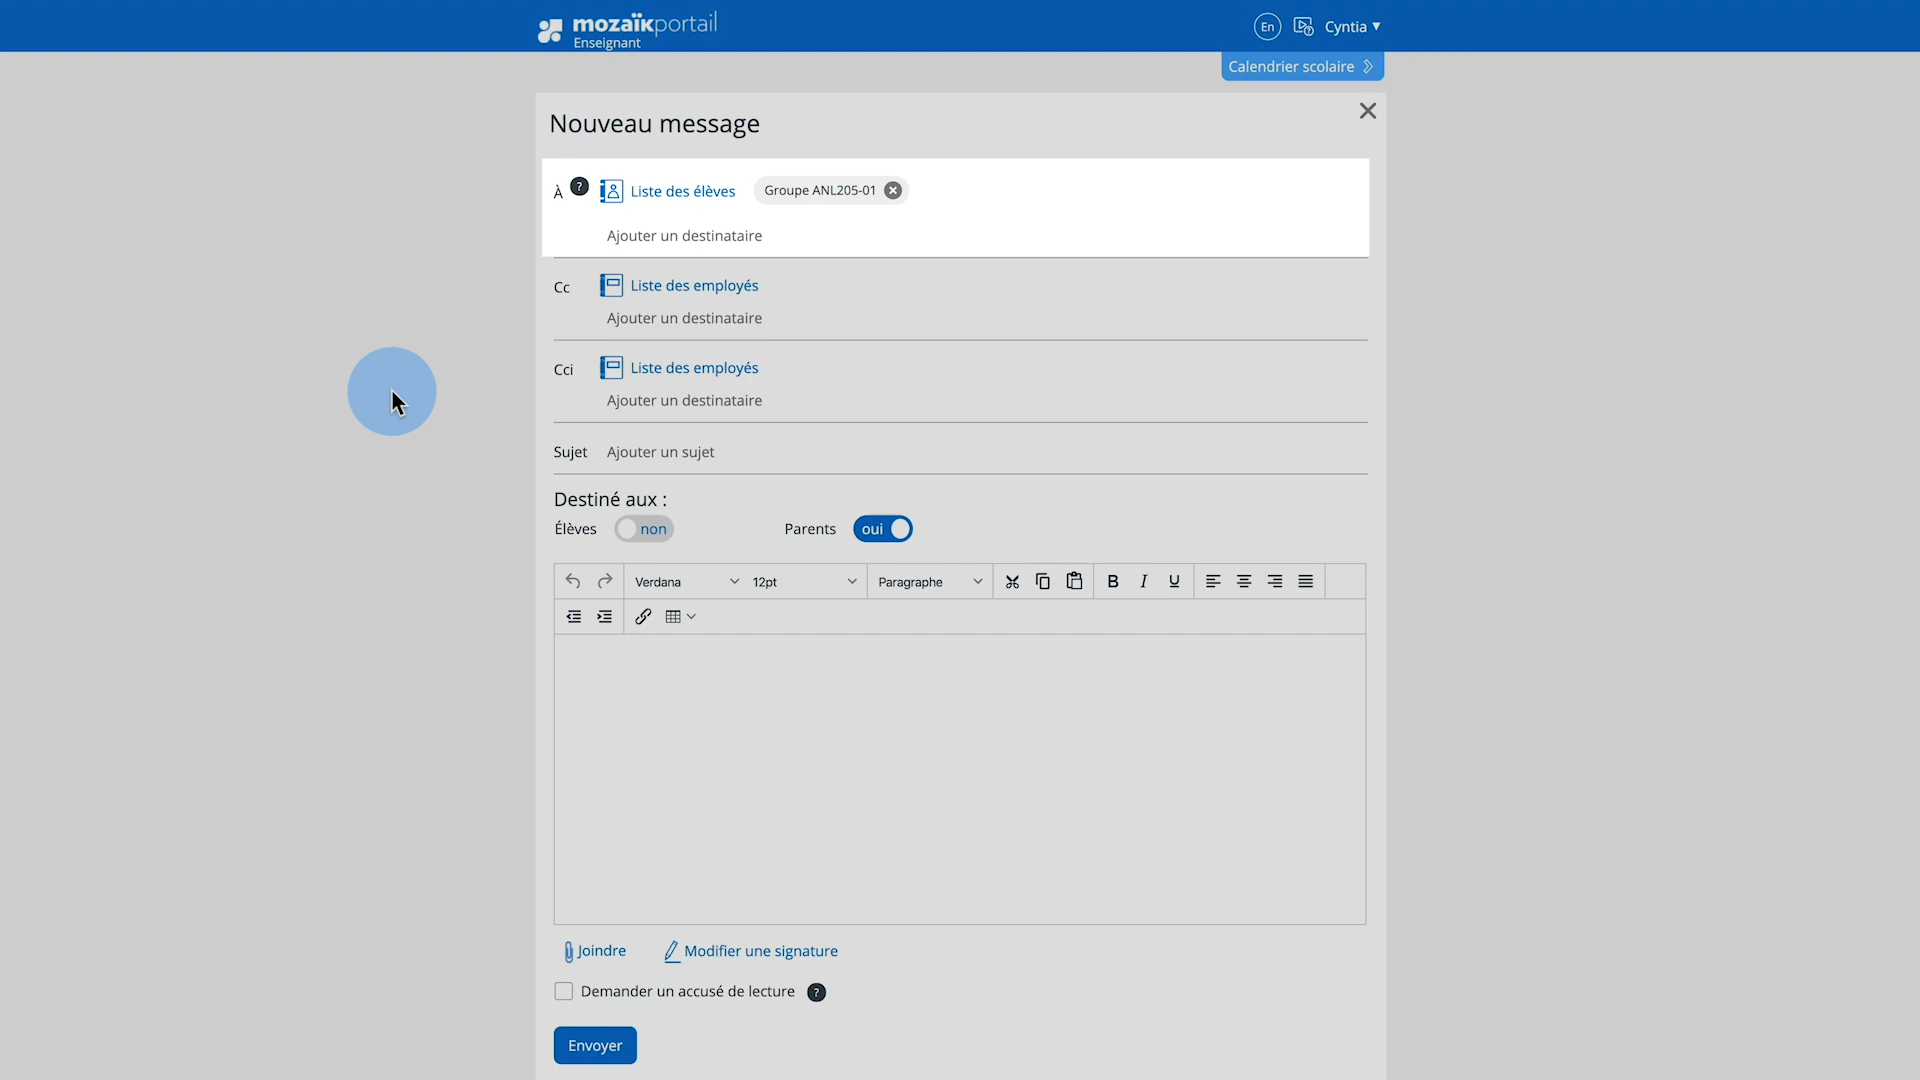 mozaïkportail
Enseignant
En
Cyntia
Calendrier scolaire
Nouveau message
À ? Liste des élèves Groupe ANL205-01
Ajouter un destinataire
Cc Liste des employés
Ajouter un destinataire
Cci Liste des employés
Ajouter un destinataire
Sujet Ajouter un sujet
Destiné aux :
Élèves non Parents oui
Verdana 12pt Paragraphe B I U
Joindre Modifier une signature
Demander un accusé de lecture ?
Envoyer